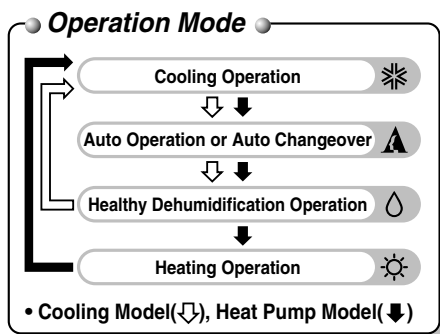 Operation Mode
Cooling Operation
Auto Operation or Auto Changeover
Healthy Dehumidification Operation
Heating Operation
• Cooling Model(⇩), Heat Pump Model(⬇)